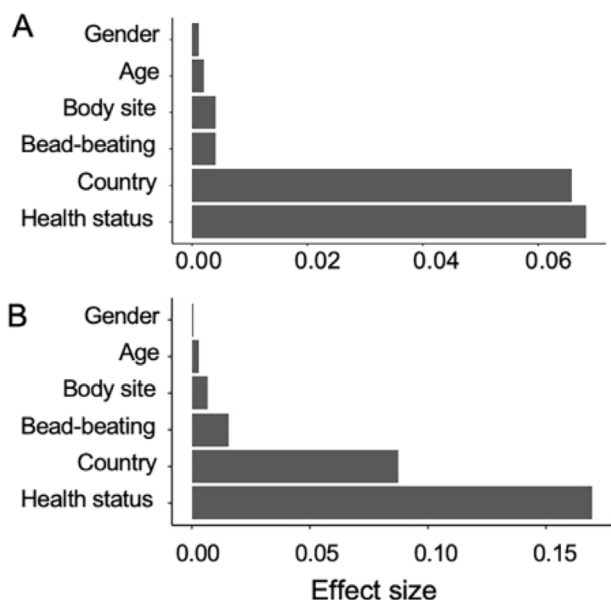 A
Gender
Age
Body site
Bead-beating
Country
Health status
0.00 0.02 0.04 0.06
B
Gender
Age
Body site
Bead-beating
Country
Health status
0.00 0.05 0.10 0.15
Effect size